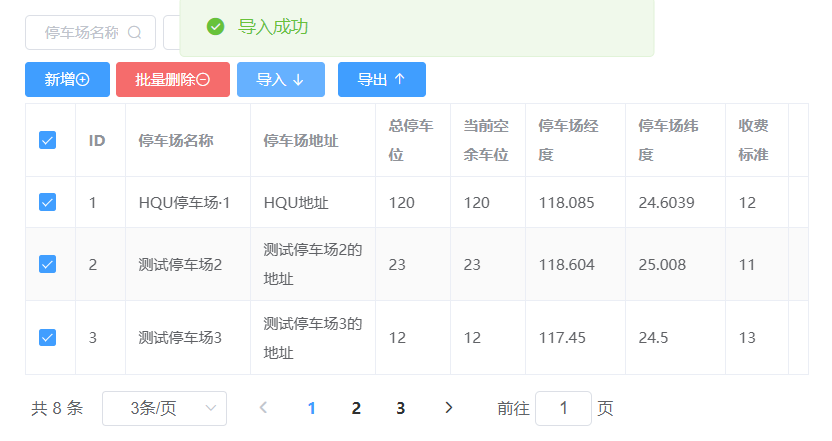 导入成功
停车场名称
新增
批量删除
导入
导出
ID 停车场名称 停车场地址 总停车位 当前空余车位 停车场经度 停车场纬度 收费标准
1 HQU停车场·1 HQU地址 120 120 118.085 24.6039 12
2 测试停车场2 测试停车场2的地址 23 23 118.604 25.008 11
3 测试停车场3 测试停车场3的地址 12 12 117.45 24.5 13
共 8 条 3条/页 1 2 3 前往 1 页